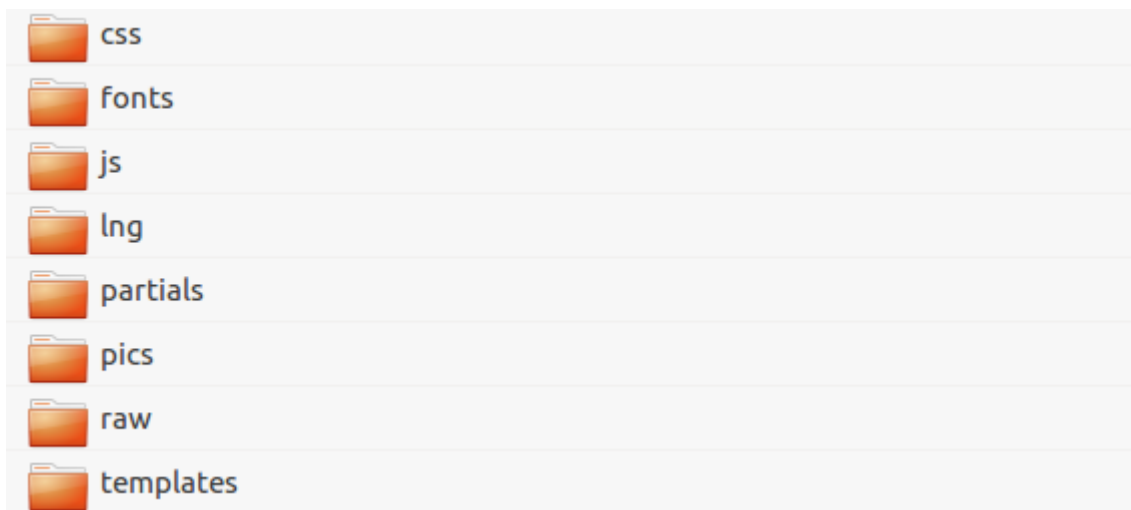 css
fonts
js
lng
partials
pics
raw
templates